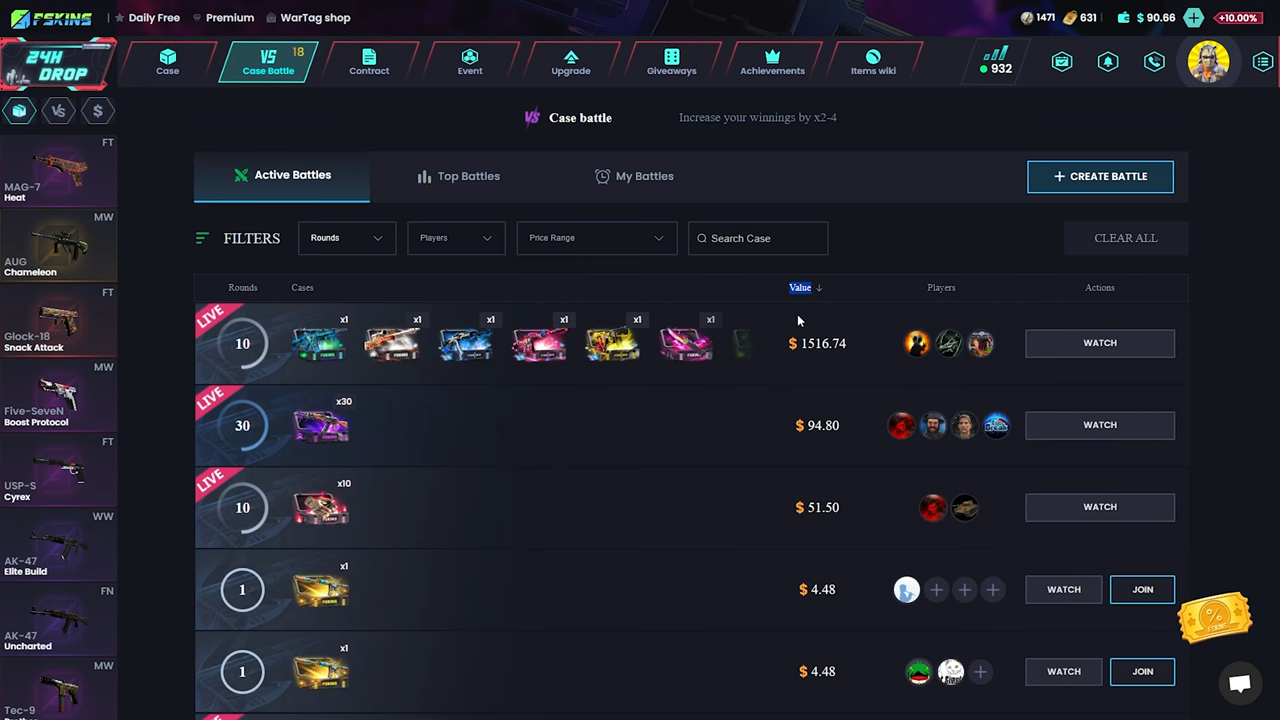 FSKINS Daily Free Premium WarTag shop 1471 631 $ 90.66 +10.00%
24H DROP
Case
VS 18 Case Battle
Contract
Event
Upgrade
Giveaways
Achievements
Items wiki
932
VS $
VS Case battle Increase your winnings by x2-4
Active Battles Top Battles My Battles + CREATE BATTLE
FILTERS Rounds Players Price Range Search Case CLEAR ALL
Rounds Cases Value ↓ Players Actions
LIVE 10 x1 x1 x1 x1 x1 x1 $ 1516.74 WATCH
LIVE 30 x30 $ 94.80 WATCH
LIVE 10 x10 $ 51.50 WATCH
1 x1 $ 4.48 WATCH JOIN
1 x1 $ 4.48 WATCH JOIN
FT
MAG-7
Heat
MW
AUG
Chameleon
FT
Glock-18
Snack Attack
MW
Five-SeveN
Boost Protocol
FT
USP-S
Cyrex
WW
AK-47
Elite Build
FN
AK-47
Uncharted
MW
Tec-9